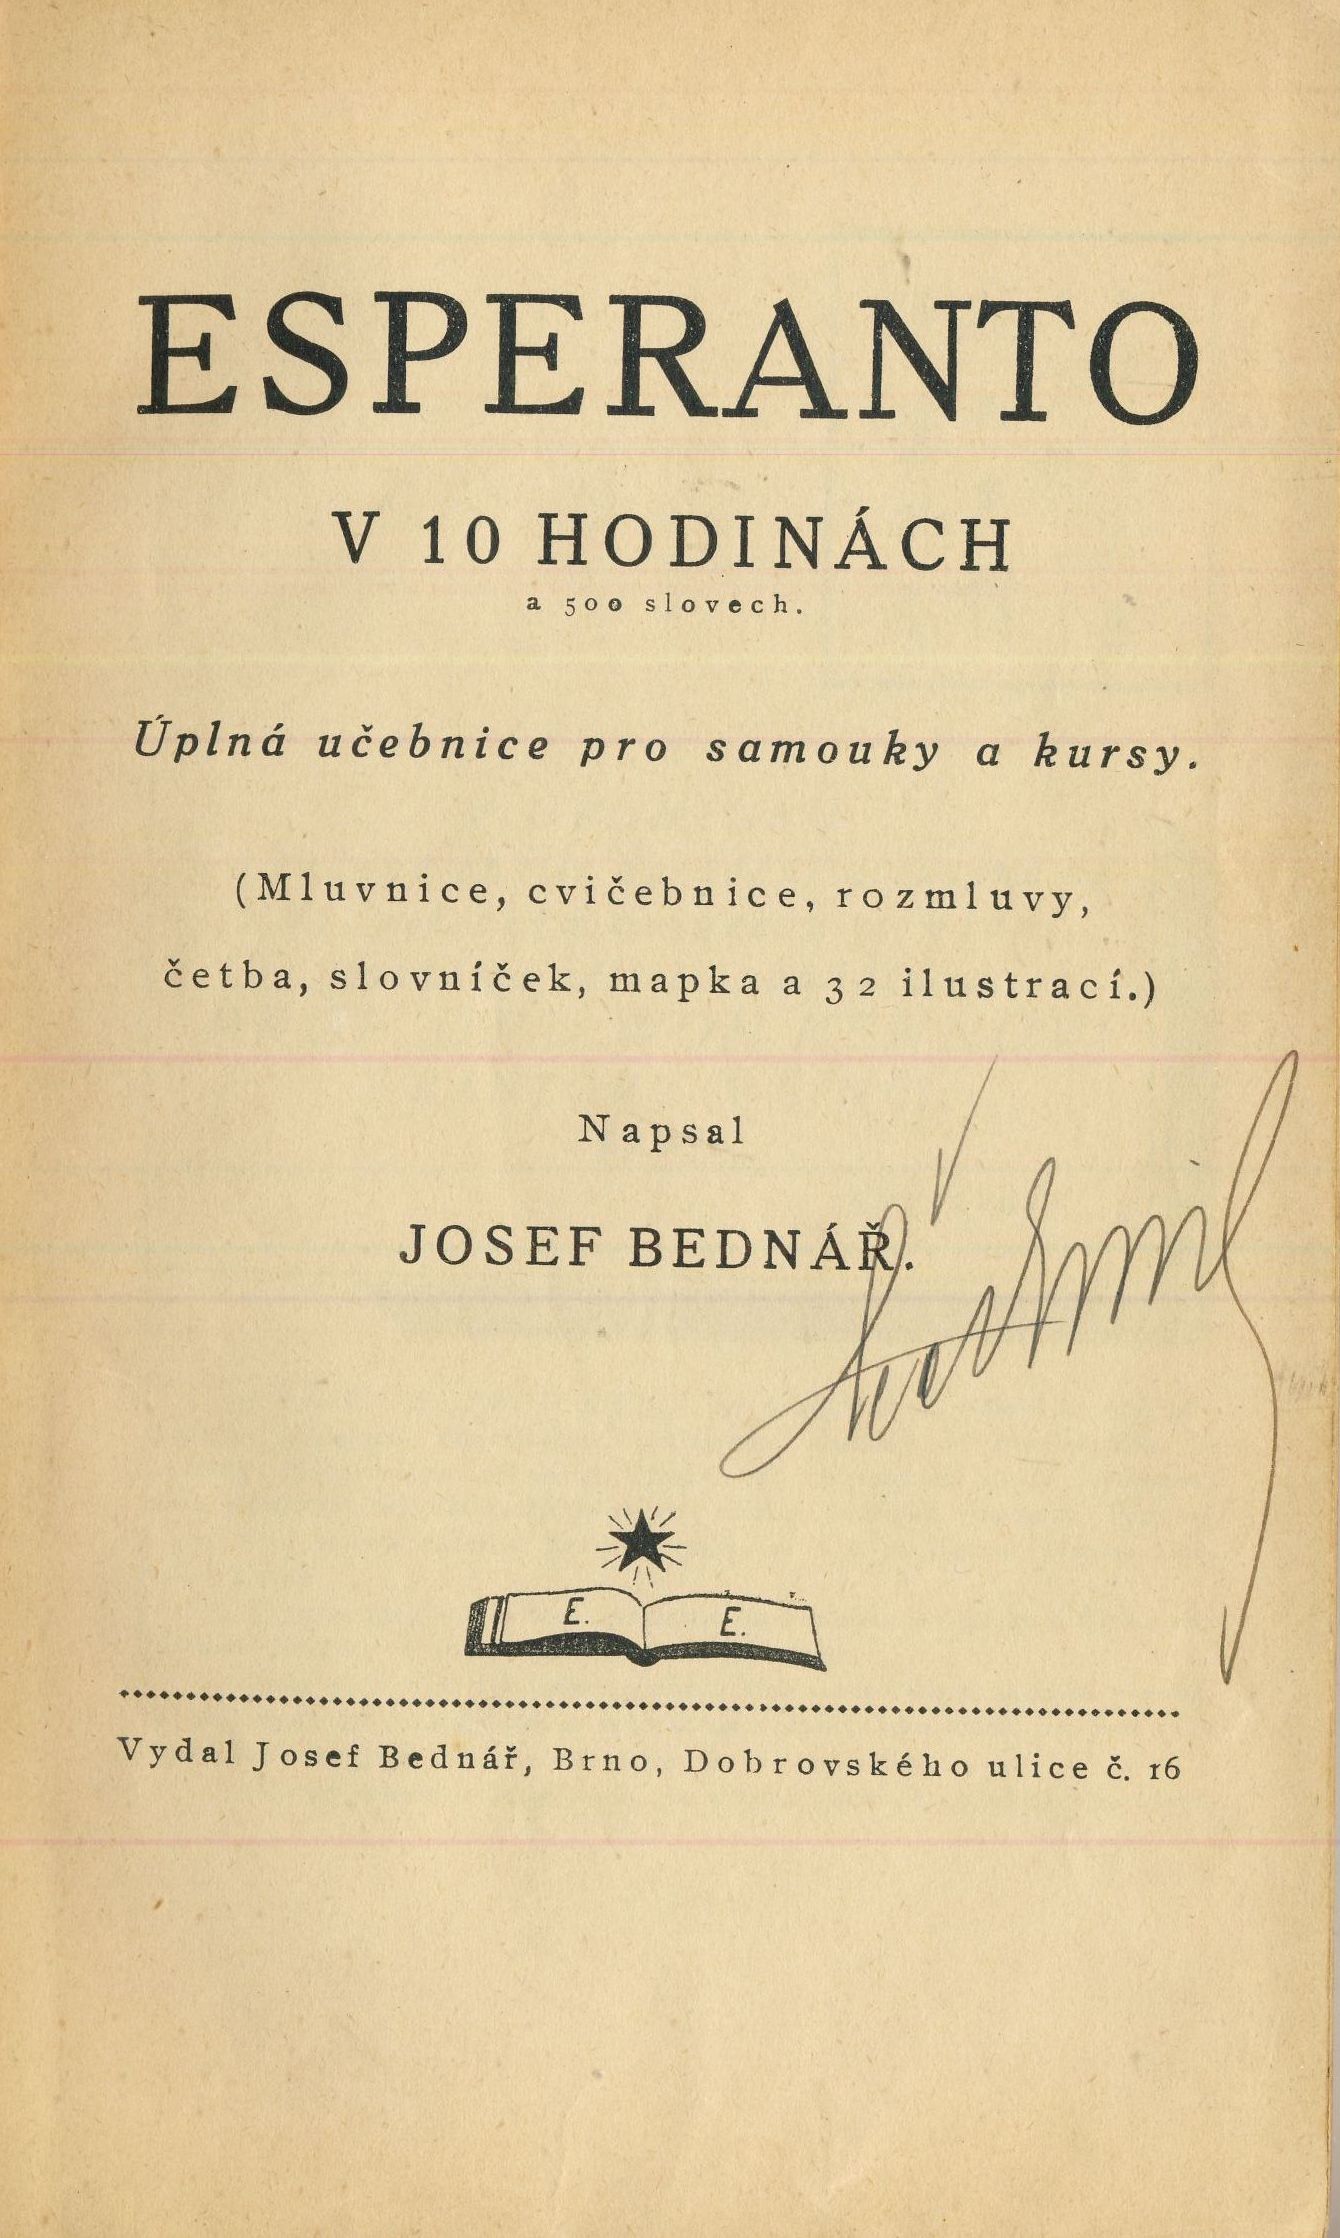 ESPERANTO
V 10 HODINÁCH
a 500 slovech.
Úplná učebnice pro samouky a kursy.
(Mluvnice, cvičebnice, rozmluvy,
četba, slovníček, mapka a 32 ilustrací.)
Napsal
JOSEF BEDNÁŘ.
E. E.
Vydal Josef Bednář, Brno, Dobrovského ulice č. 16